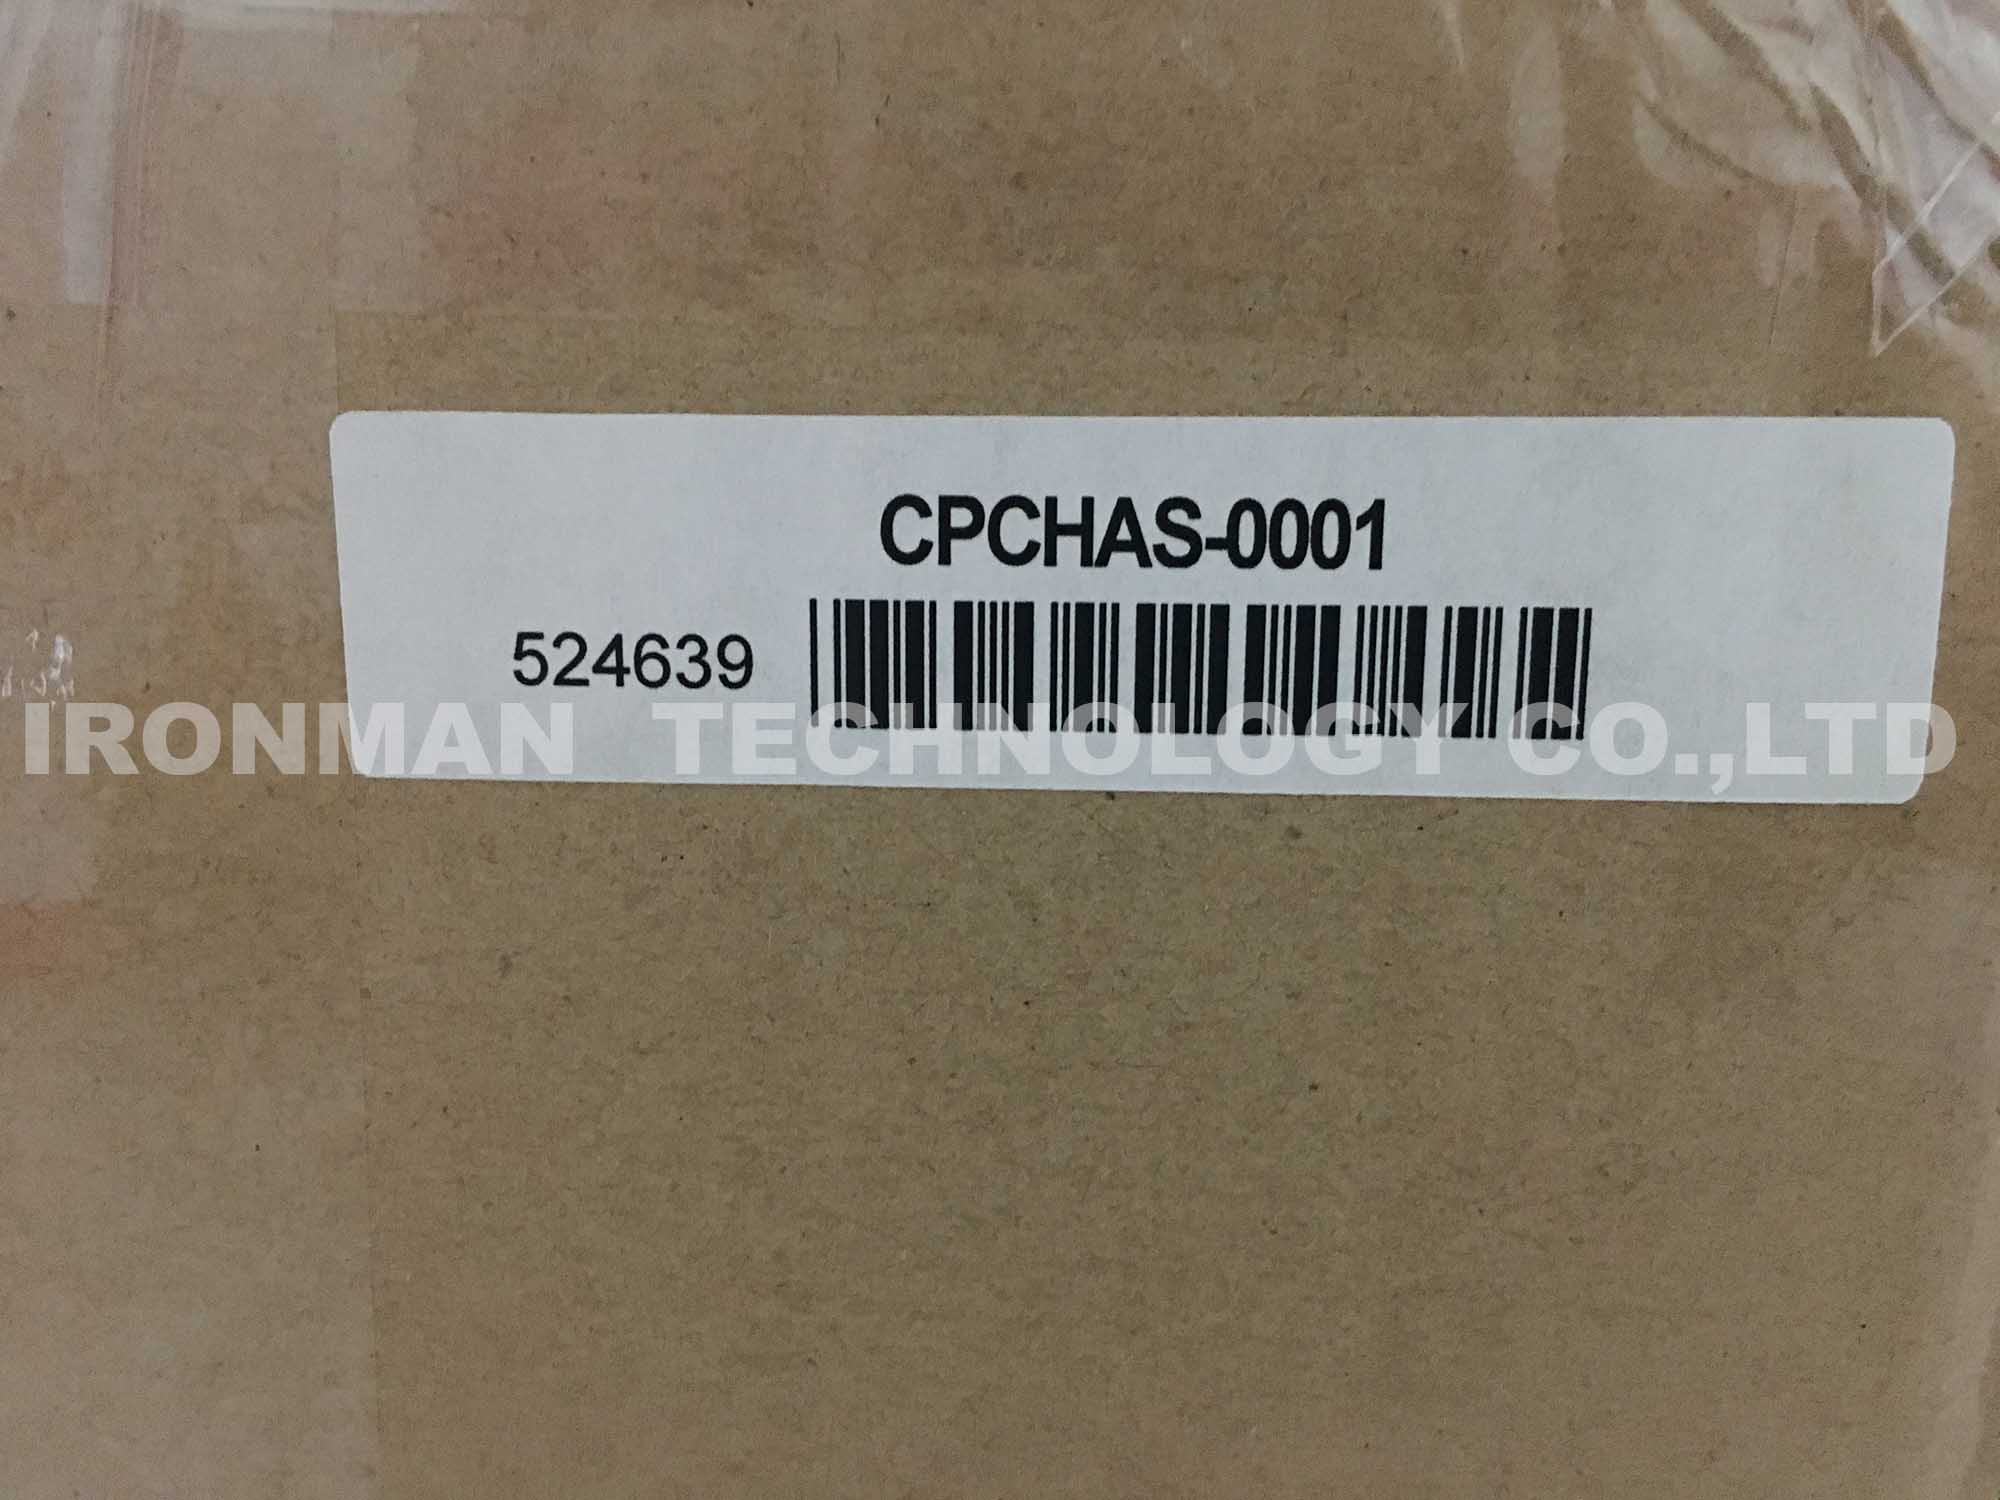 CPCHAS-0001
524639
IRONMAN TECHNOLOGY CO.,LTD